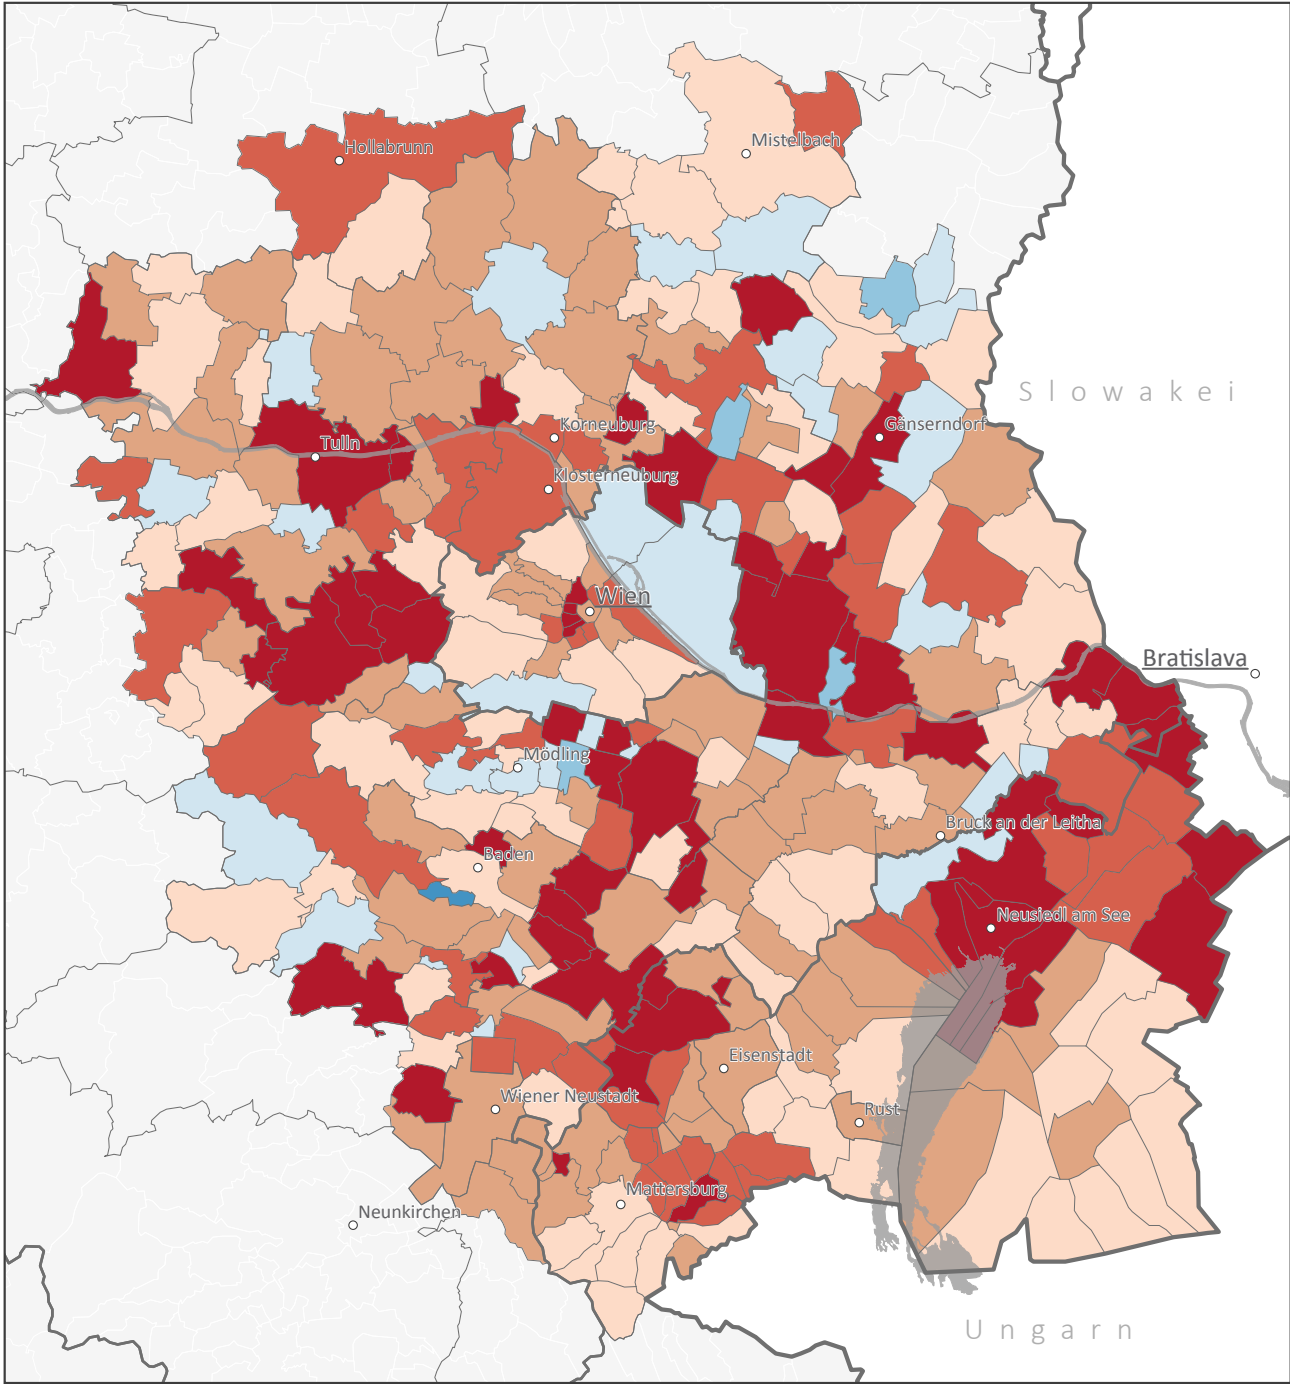 Mistelbach
Hollabrunn
Slowakei
Korneuburg
Gänserndorf
Tulln
Klosterneuburg
Wien
Bratislava
Mödling
Bruck an der Leitha
Baden
Neusiedl am See
Eisenstadt
Wiener Neustadt
Rust
Mattersburg
Neunkirchen
Ungarn